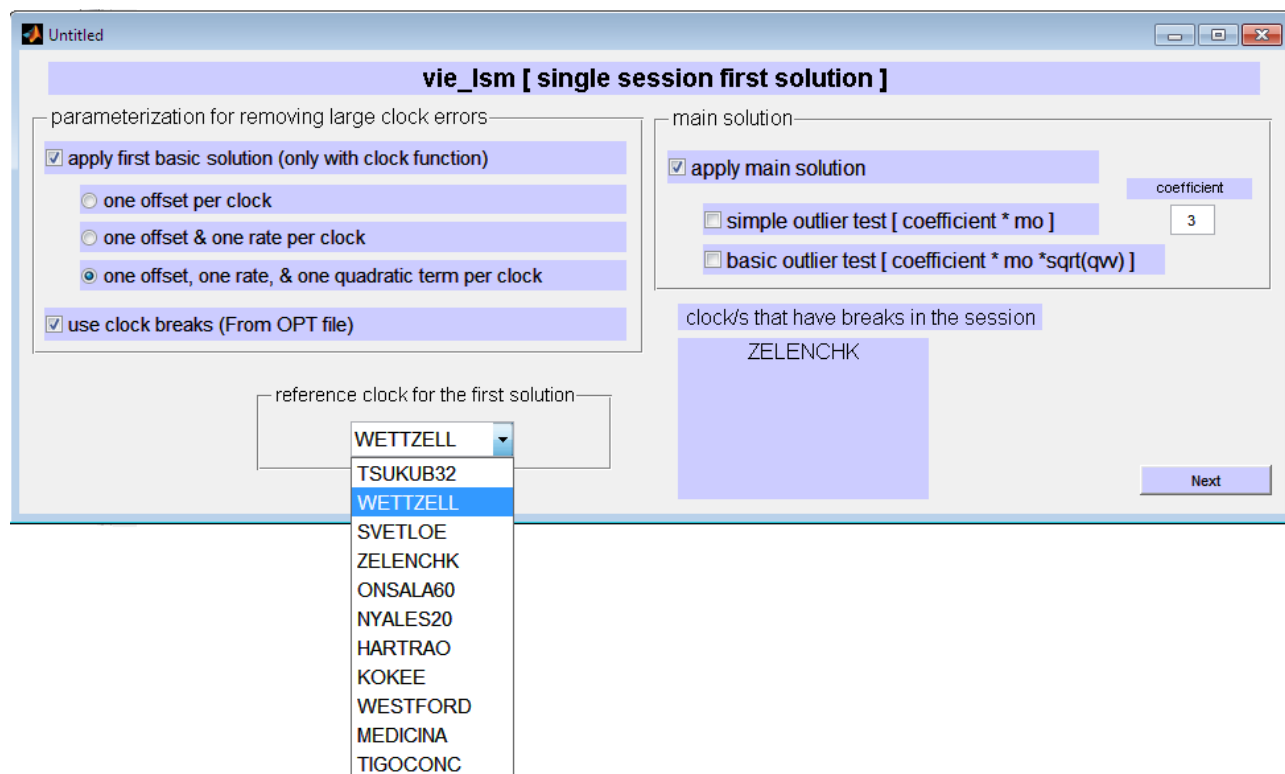 Untitled
vie_lsm [ single session first solution ]
parameterization for removing large clock errors
apply first basic solution (only with clock function)
one offset per clock
one offset & one rate per clock
one offset, one rate, & one quadratic term per clock
use clock breaks (From OPT file)
main solution
apply main solution
coefficient
3
simple outlier test [ coefficient * mo ]
basic outlier test [ coefficient * mo *sqrt(qvv) ]
clock/s that have breaks in the session
ZELENCHK
reference clock for the first solution
WETTZELL
TSUKUB32
WETTZELL
SVETLOE
ZELENCHK
ONSALA60
NYALES20
HARTRAO
KOKEE
WESTFORD
MEDICINA
TIGOCONC
Next